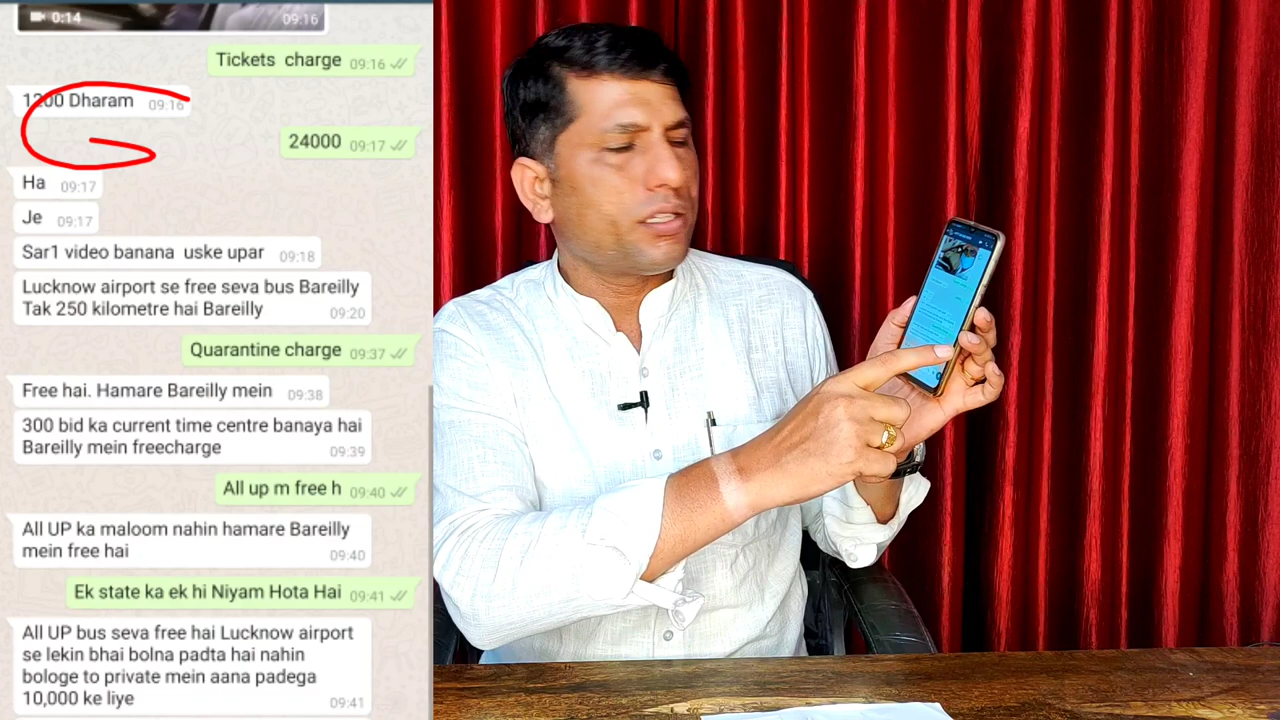 0:14 09:16
Tickets charge 09:16
1200 Dharam 09:16
24000 09:17
Ha 09:17
Je 09:17
Sar1 video banana uske upar 09:18
Lucknow airport se free seva bus Bareilly
Tak 250 kilometre hai Bareilly 09:20
Quarantine charge 09:37
Free hai. Hamare Bareilly mein 09:38
300 bid ka current time centre banaya hai
Bareilly mein freecharge 09:39
All up m free h 09:40
All UP ka maloom nahin hamare Bareilly
mein free hai 09:40
Ek state ka ek hi Niyam Hota Hai 09:41
All UP bus seva free hai Lucknow airport
se lekin bhai bolna padta hai nahin
bologe to private mein aana padega
10,000 ke liye 09:41